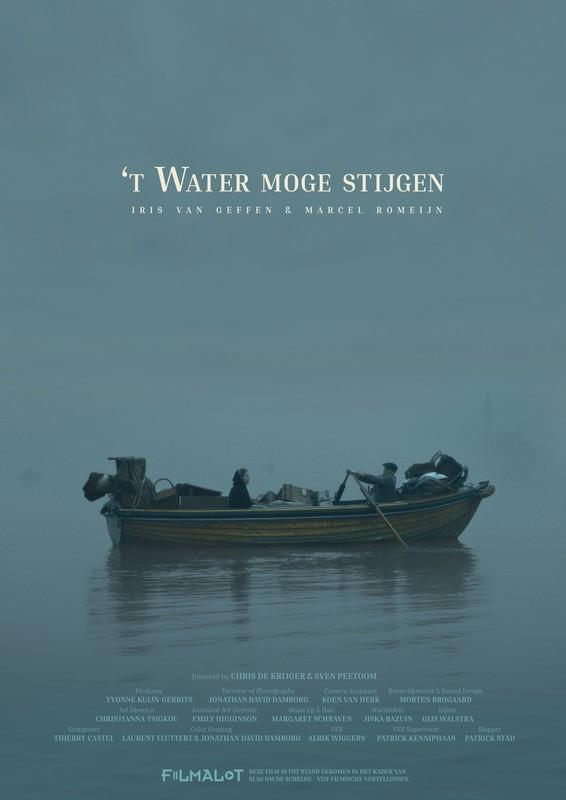 ‘t Water moge stijgen
IRIS VAN GEFFEN & MARCEL ROMEIJN
Directed by CHRIS DE KRIJGER & SVEN PEETOOM
Producer Director of Photography Camera Assistant Boom Operator & Sound Design
YVONNE KULIN-GERRITS JONATHAN DAVID DAMBORG KOEN VAN HERK MORTEN BROGAARD
Art Director Assistant Art Director Make Up & Hair Wardrobes Editor
CHRISTIANNA TSIGKOU EMILY HIGGINSON MARGARET SCHRAVEN JISKA BAZUIN GIJS WALSTRA
Composer Color Grading VFX VFX Supervisor Skipper
THIERRY CASTEL LAURENT FLUTTERT & JONATHAN DAVID DAMBORG ALRIK WIGGERS PATRICK KENNIPHAAS PATRICK STAD
FILMALOT
DEZE FILM IS TOT STAND GEKOMEN IN HET KADER VAN
SLAG OM DE SCHELDE - VIJF FILMISCHE VERTELLINGEN.